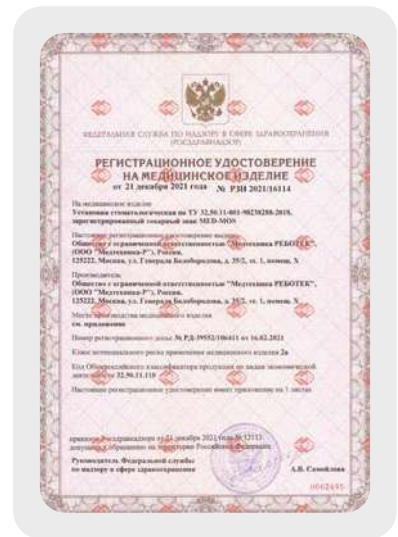 ФЕДЕРАЛЬНАЯ СЛУЖБА ПО НАДЗОРУ В СФЕРЕ ЗДРАВООХРАНЕНИЯ
(РОСЗДРАВНАДЗОР)
РЕГИСТРАЦИОННОЕ УДОСТОВЕРЕНИЕ
НА МЕДИЦИНСКОЕ ИЗДЕЛИЕ
от 21 декабря 2021 года № РЗН 2021/16114
На медицинское изделие
Установка стоматологическая по ТУ 32.50.11-001-98238288-2018,
зарегистрированный товарный знак MED-MOS
Настоящее регистрационное удостоверение выдано
Общество с ограниченной ответственностью "Медтехника РЕБОТЕК",
(ООО "Медтехника-Р"), Россия,
125222, Москва, ул. Генерала Белобородова, д. 35/2, эт. 1, помещ. X
Производитель
Общество с ограниченной ответственностью "Медтехника РЕБОТЕК",
(ООО "Медтехника-Р"), Россия,
125222, Москва, ул. Генерала Белобородова, д. 35/2, эт. 1, помещ. X
Место производства медицинского изделия
см. приложение
Номер регистрационного досье № РД-39552/106411 от 16.02.2021
Класс потенциального риска применения медицинского изделия 2а
Код Общероссийского классификатора продукции по видам экономической
деятельности 32.50.11.110
Настоящее регистрационное удостоверение имеет приложение на 1 листах
приказом Росздравнадзора от 21 декабря 2021 года № 12113
допущено к обращению на территории Российской Федерации.
Руководитель Федеральной службы
по надзору в сфере здравоохранения
А.В. Самойлова
0062495